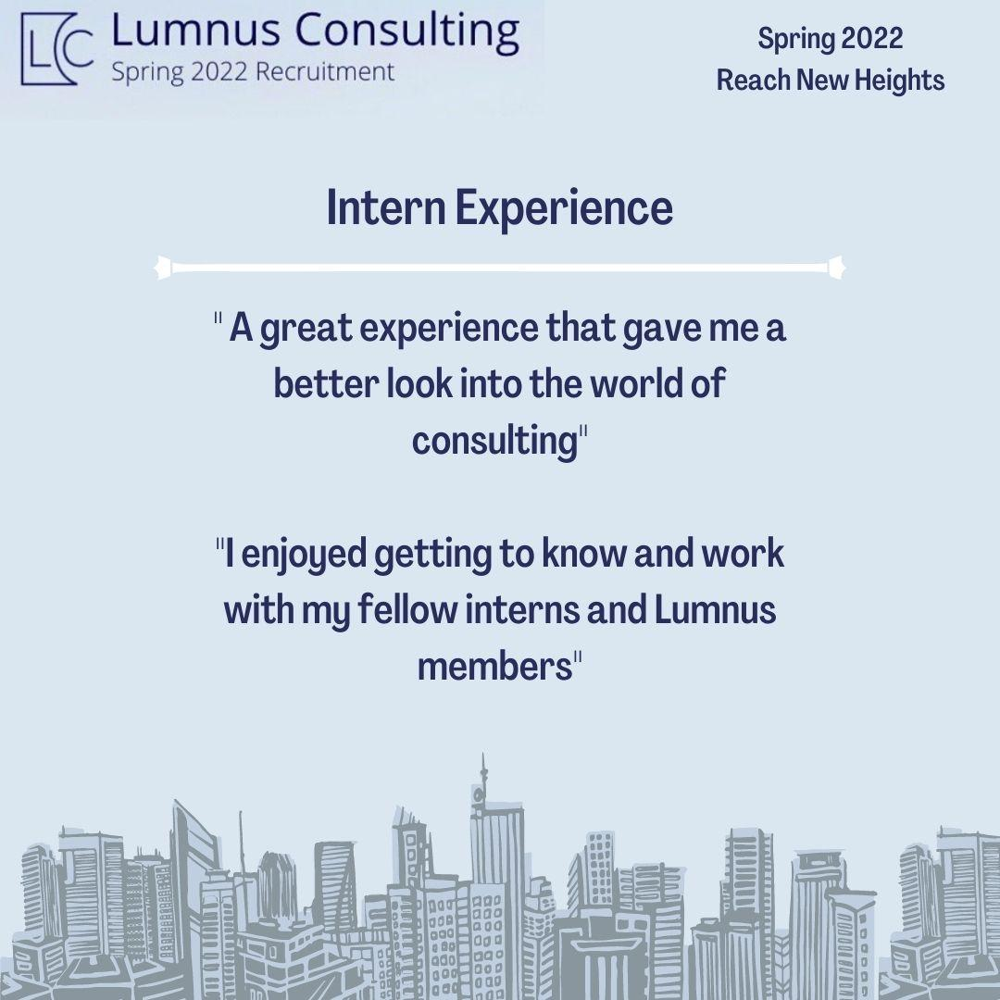 LC
Lumnus Consulting
Spring 2022 Recruitment
Spring 2022
Reach New Heights
Intern Experience
" A great experience that gave me a
better look into the world of
consulting"
"I enjoyed getting to know and work
with my fellow interns and Lumnus
members"